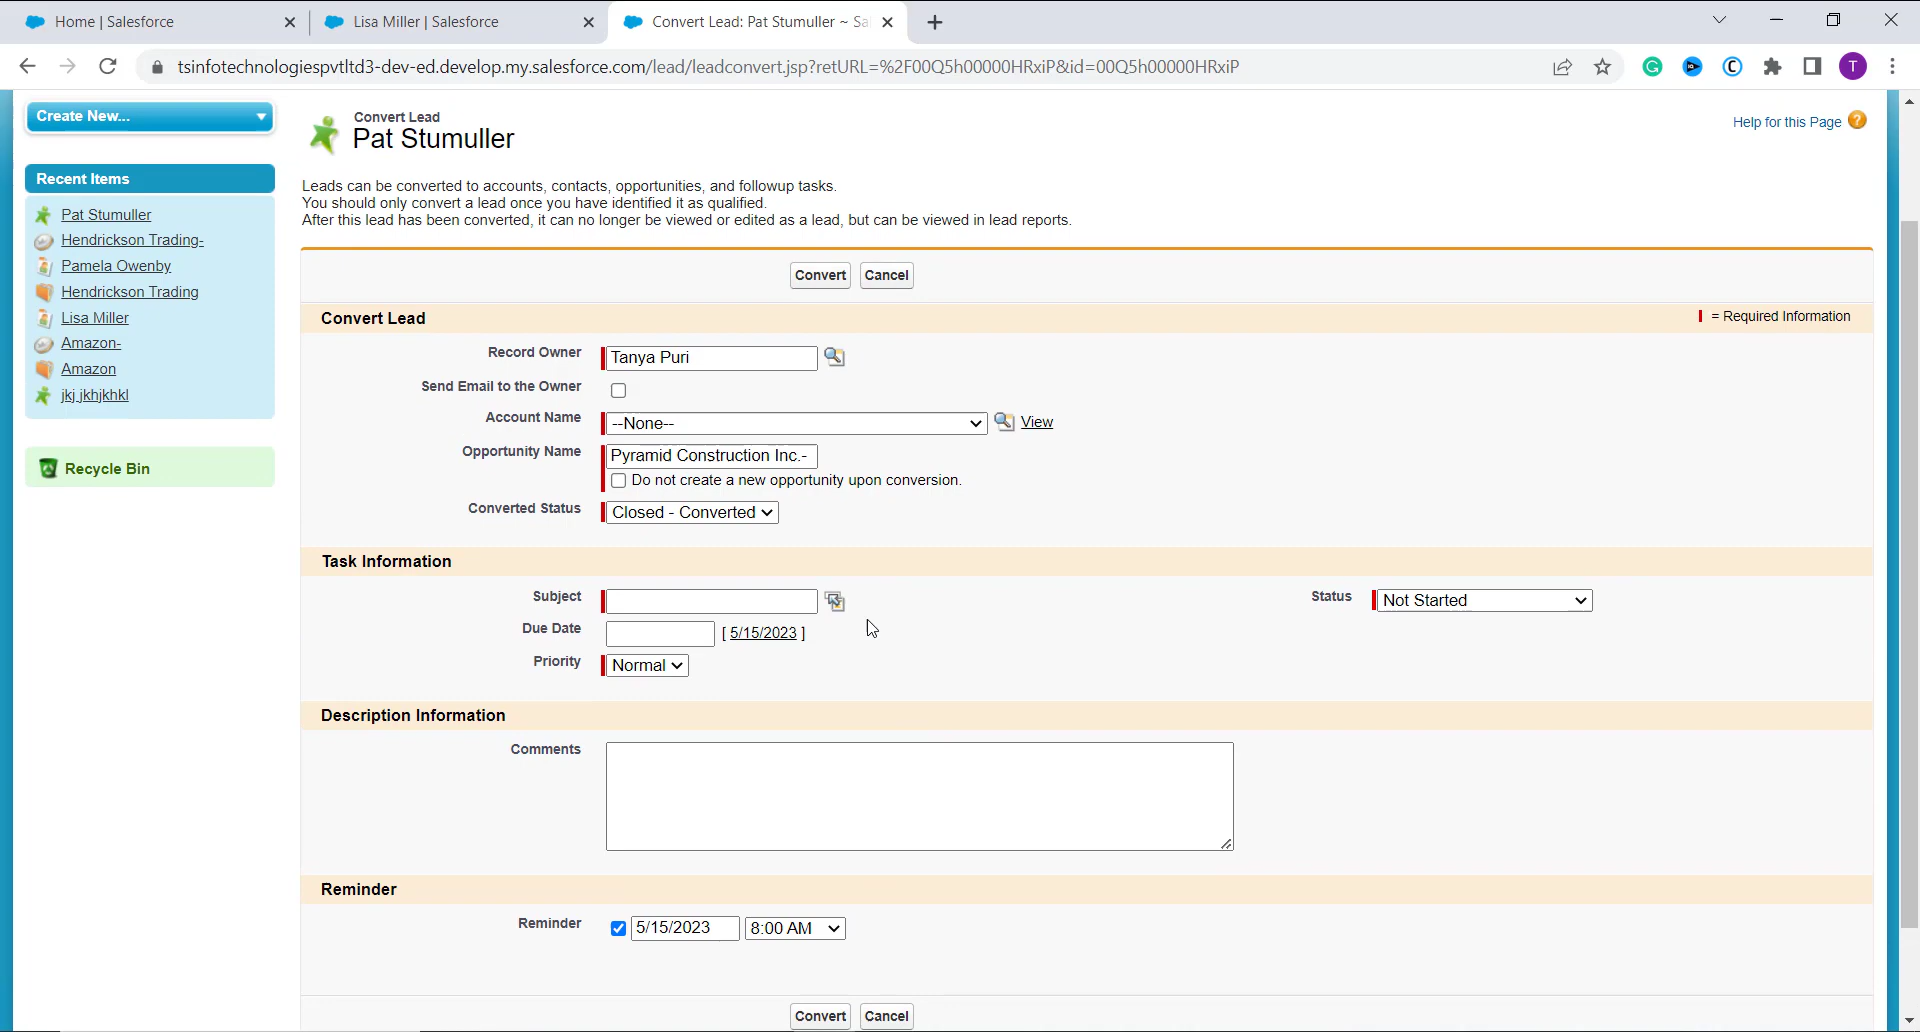 Home | Salesforce
Lisa Miller | Salesforce
Convert Lead: Pat Stumuller ~ Sa
tsinfotechnologiespvtltd3-dev-ed.develop.my.salesforce.com/lead/leadconvert.jsp?retURL=%2F00Q5h00000HRxiP&id=00Q5h00000HRxiP
T
Create New...
Convert Lead
Pat Stumuller
Help for this Page
Recent Items
Pat Stumuller
Hendrickson Trading-
Pamela Owenby
Hendrickson Trading
Lisa Miller
Amazon-
Amazon
jkj jkhjkhkl
Recycle Bin
Leads can be converted to accounts, contacts, opportunities, and followup tasks.
You should only convert a lead once you have identified it as qualified.
After this lead has been converted, it can no longer be viewed or edited as a lead, but can be viewed in lead reports.
Convert Cancel
Convert Lead
= Required Information
Record Owner Tanya Puri
Send Email to the Owner
Account Name --None-- View
Opportunity Name Pyramid Construction Inc.-
Do not create a new opportunity upon conversion.
Converted Status Closed - Converted
Task Information
Subject
Status Not Started
Due Date [ 5/15/2023 ]
Priority Normal
Description Information
Comments
Reminder
Reminder 5/15/2023 8:00 AM
Convert Cancel